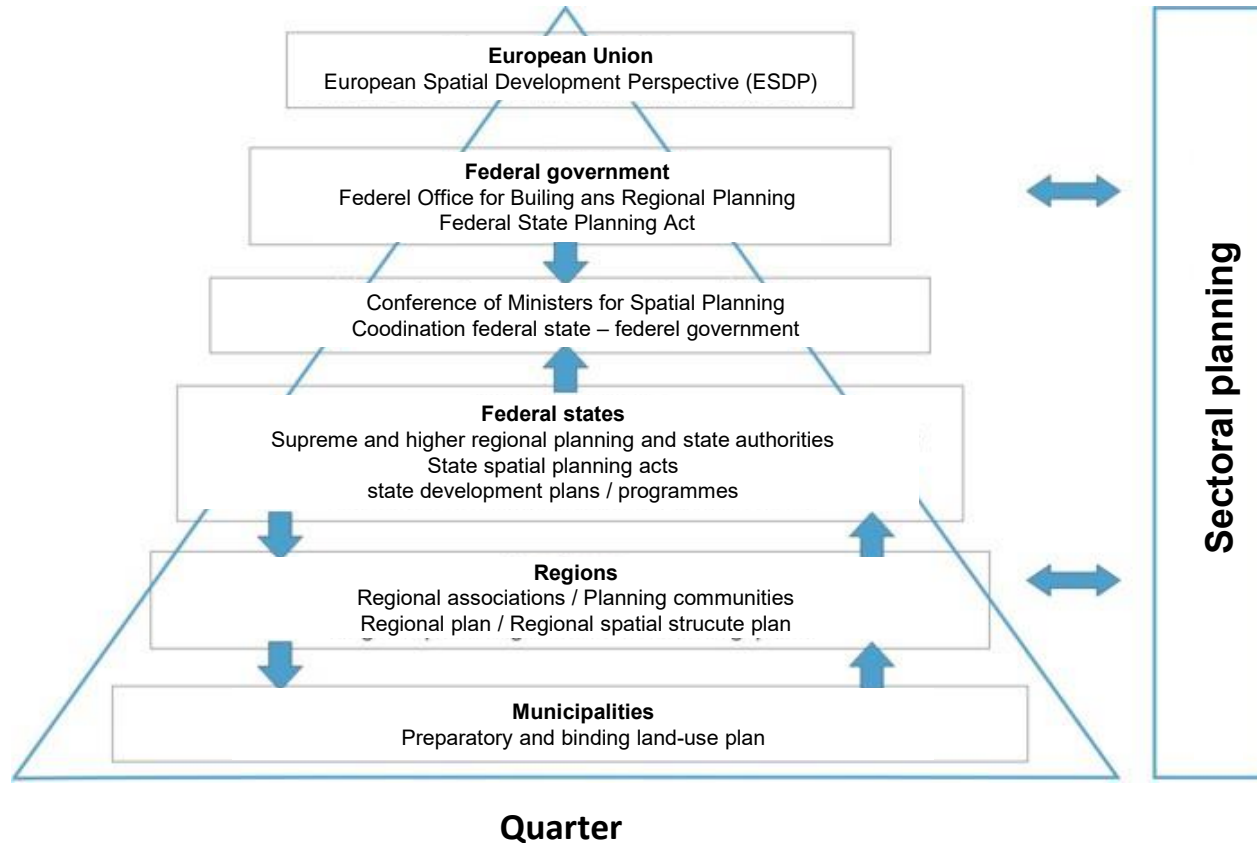 European Union
European Spatial Development Perspective (ESDP)
Federal government
Federel Office for Builing ans Regional Planning
Federal State Planning Act
Conference of Ministers for Spatial Planning
Coodination federal state – federel government
Federal states
Supreme and higher regional planning and state authorities
State spatial planning acts
state development plans / programmes
Regions
Regional associations / Planning communities
Regional plan / Regional spatial strucute plan
Municipalities
Preparatory and binding land-use plan
Quarter
Sectoral planning